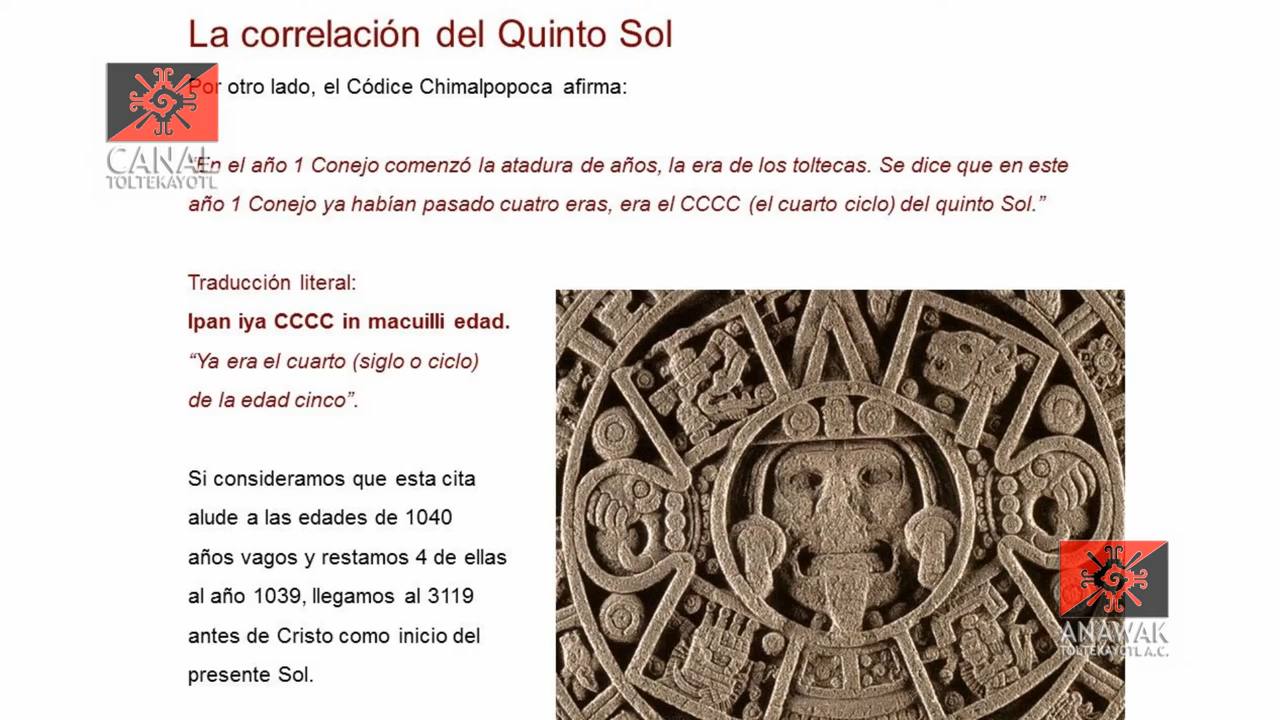 La correlación del Quinto Sol
Por otro lado, el Códice Chimalpopoca afirma:
CANAL
TOLTEKAYOTL
“En el año 1 Conejo comenzó la atadura de años, la era de los toltecas. Se dice que en este
año 1 Conejo ya habían pasado cuatro eras, era el CCCC (el cuarto ciclo) del quinto Sol.”
Traducción literal:
Ipan iya CCCC in macuilli edad.
“Ya era el cuarto (siglo o ciclo)
de la edad cinco”.
Si consideramos que esta cita
alude a las edades de 1040
años vagos y restamos 4 de ellas
al año 1039, llegamos al 3119
antes de Cristo como inicio del
presente Sol.
ANAWAK
TOLTEKAYOTL A.C.